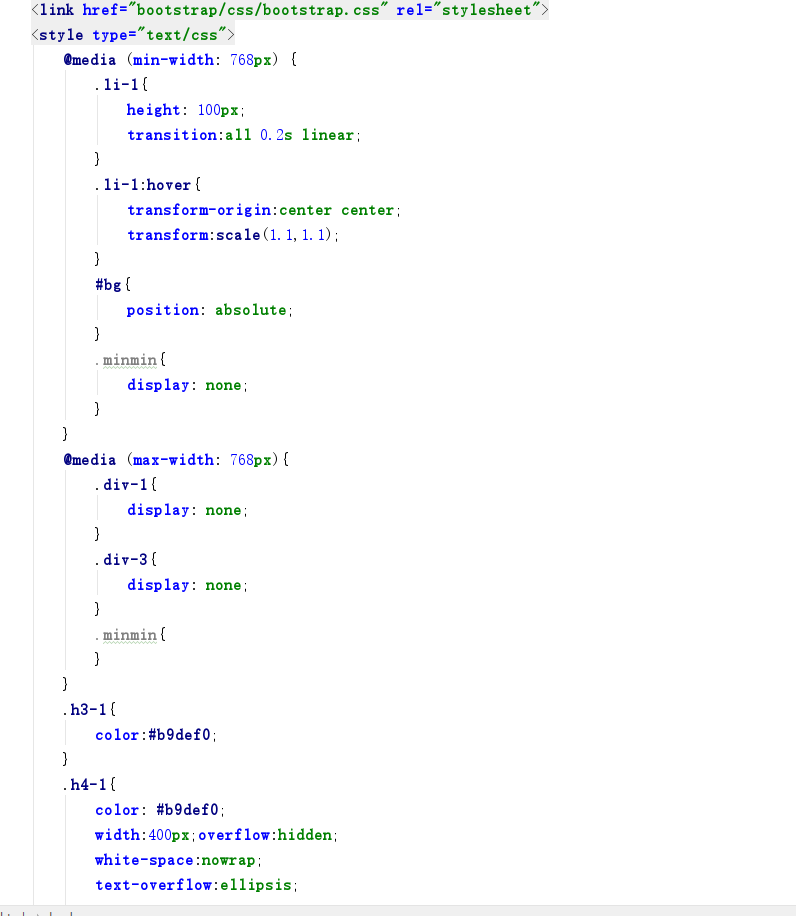 <link href="bootstrap/css/bootstrap.css" rel="stylesheet">
<style type="text/css">
@media (min-width: 768px) {
.li-1{
height: 100px;
transition:all 0.2s linear;
}
.li-1:hover{
transform-origin:center center;
transform:scale(1.1,1.1);
}
#bg{
position: absolute;
}
.minmin{
display: none;
}
}
@media (max-width: 768px){
.div-1{
display: none;
}
.div-3{
display: none;
}
.minmin{
}
}
.h3-1{
color:#b9def0;
}
.h4-1{
color: #b9def0;
width:400px;overflow:hidden;
white-space:nowrap;
text-overflow:ellipsis;